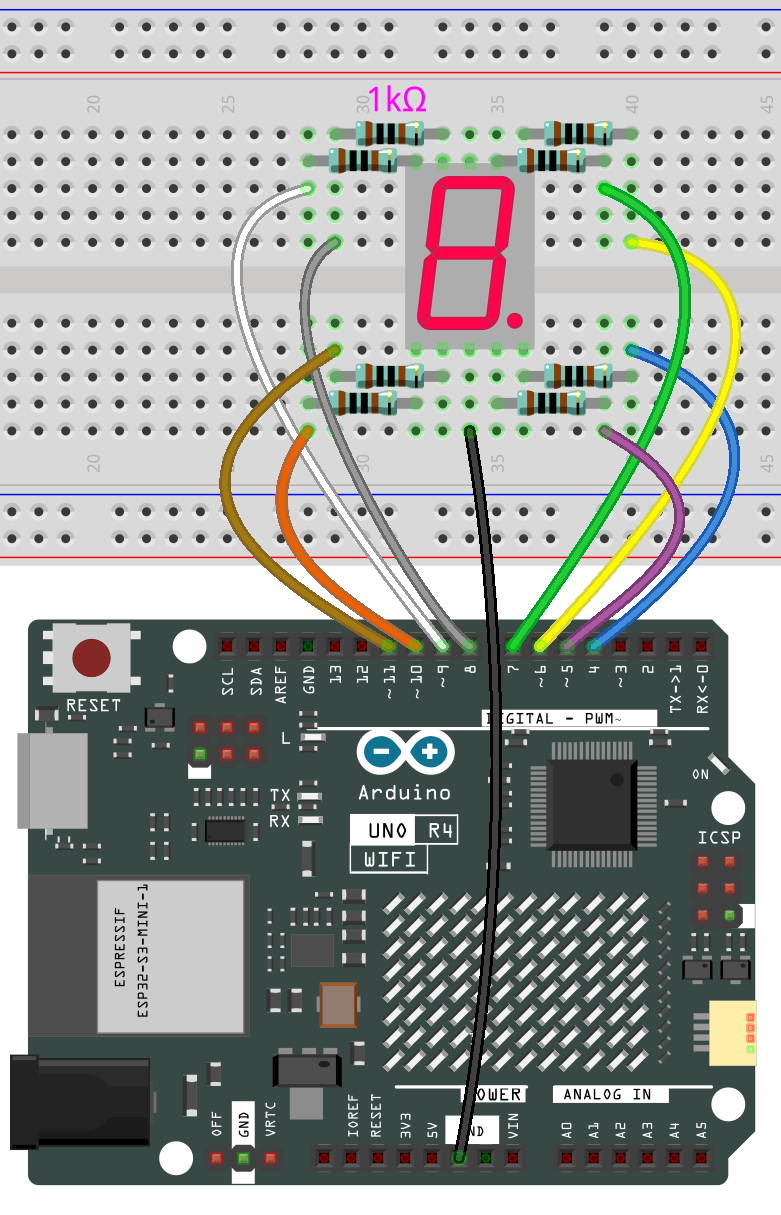 20 25 30 35 40 45
1kΩ
20 30 35 45
SCL SDA AREF GND 13 12 ~11 ~10 ~9 8 7 ~6 ~5 4 ~3 2 TX->1 RX<-0
RESET
DIGITAL - PWM~
L
ON
Arduino
TX
RX
UNO R4
WIFI
ICSP
ESPRESSIF
ESP32-S3-MINI-1
POWER ANALOG IN
OFF GND VRTC IOREF RESET 3V3 5V GND VIN A0 A1 A2 A3 A4 A5